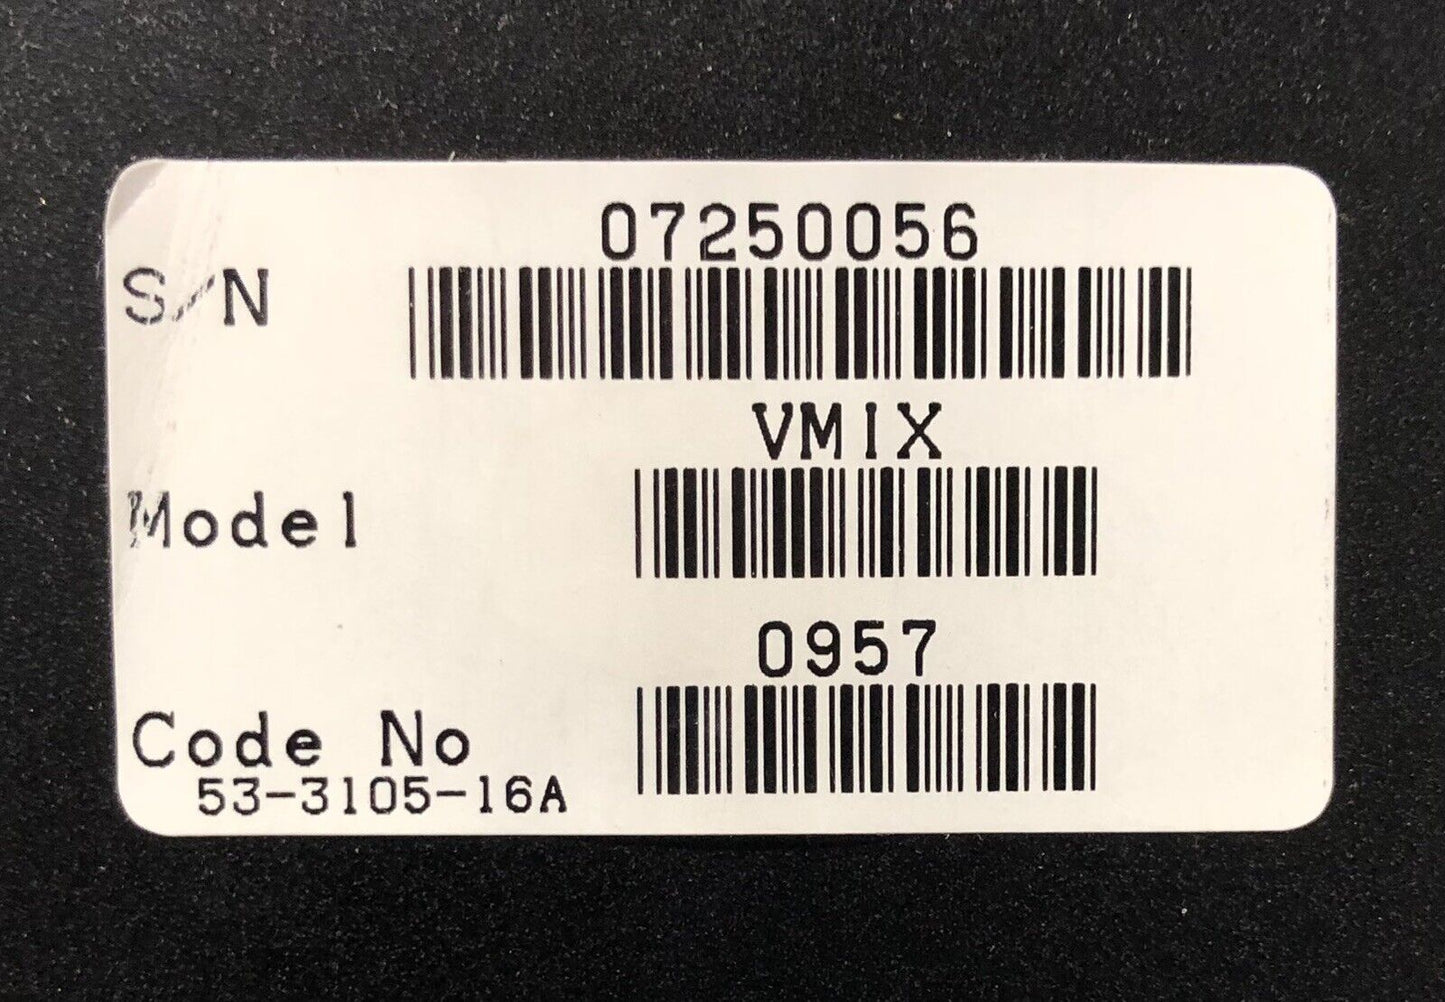 07250056
S/N
VMIX
Model
0957
Code No
53-3105-16A